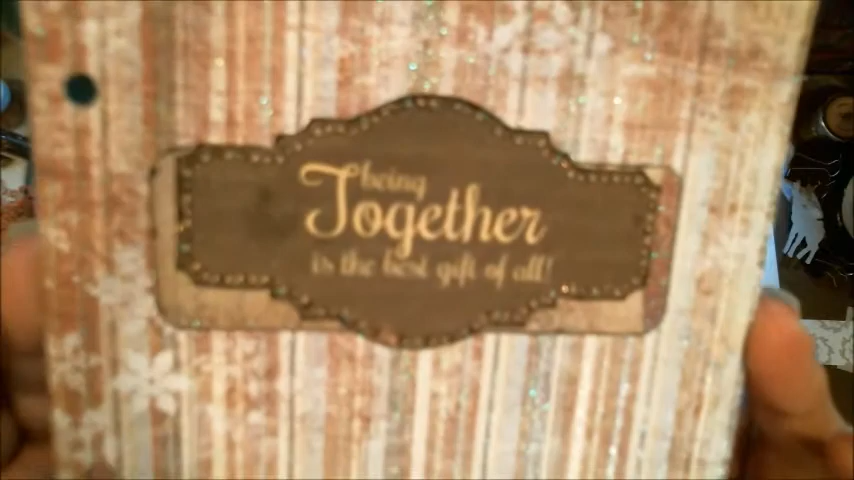 being
Together
is the best gift of all!